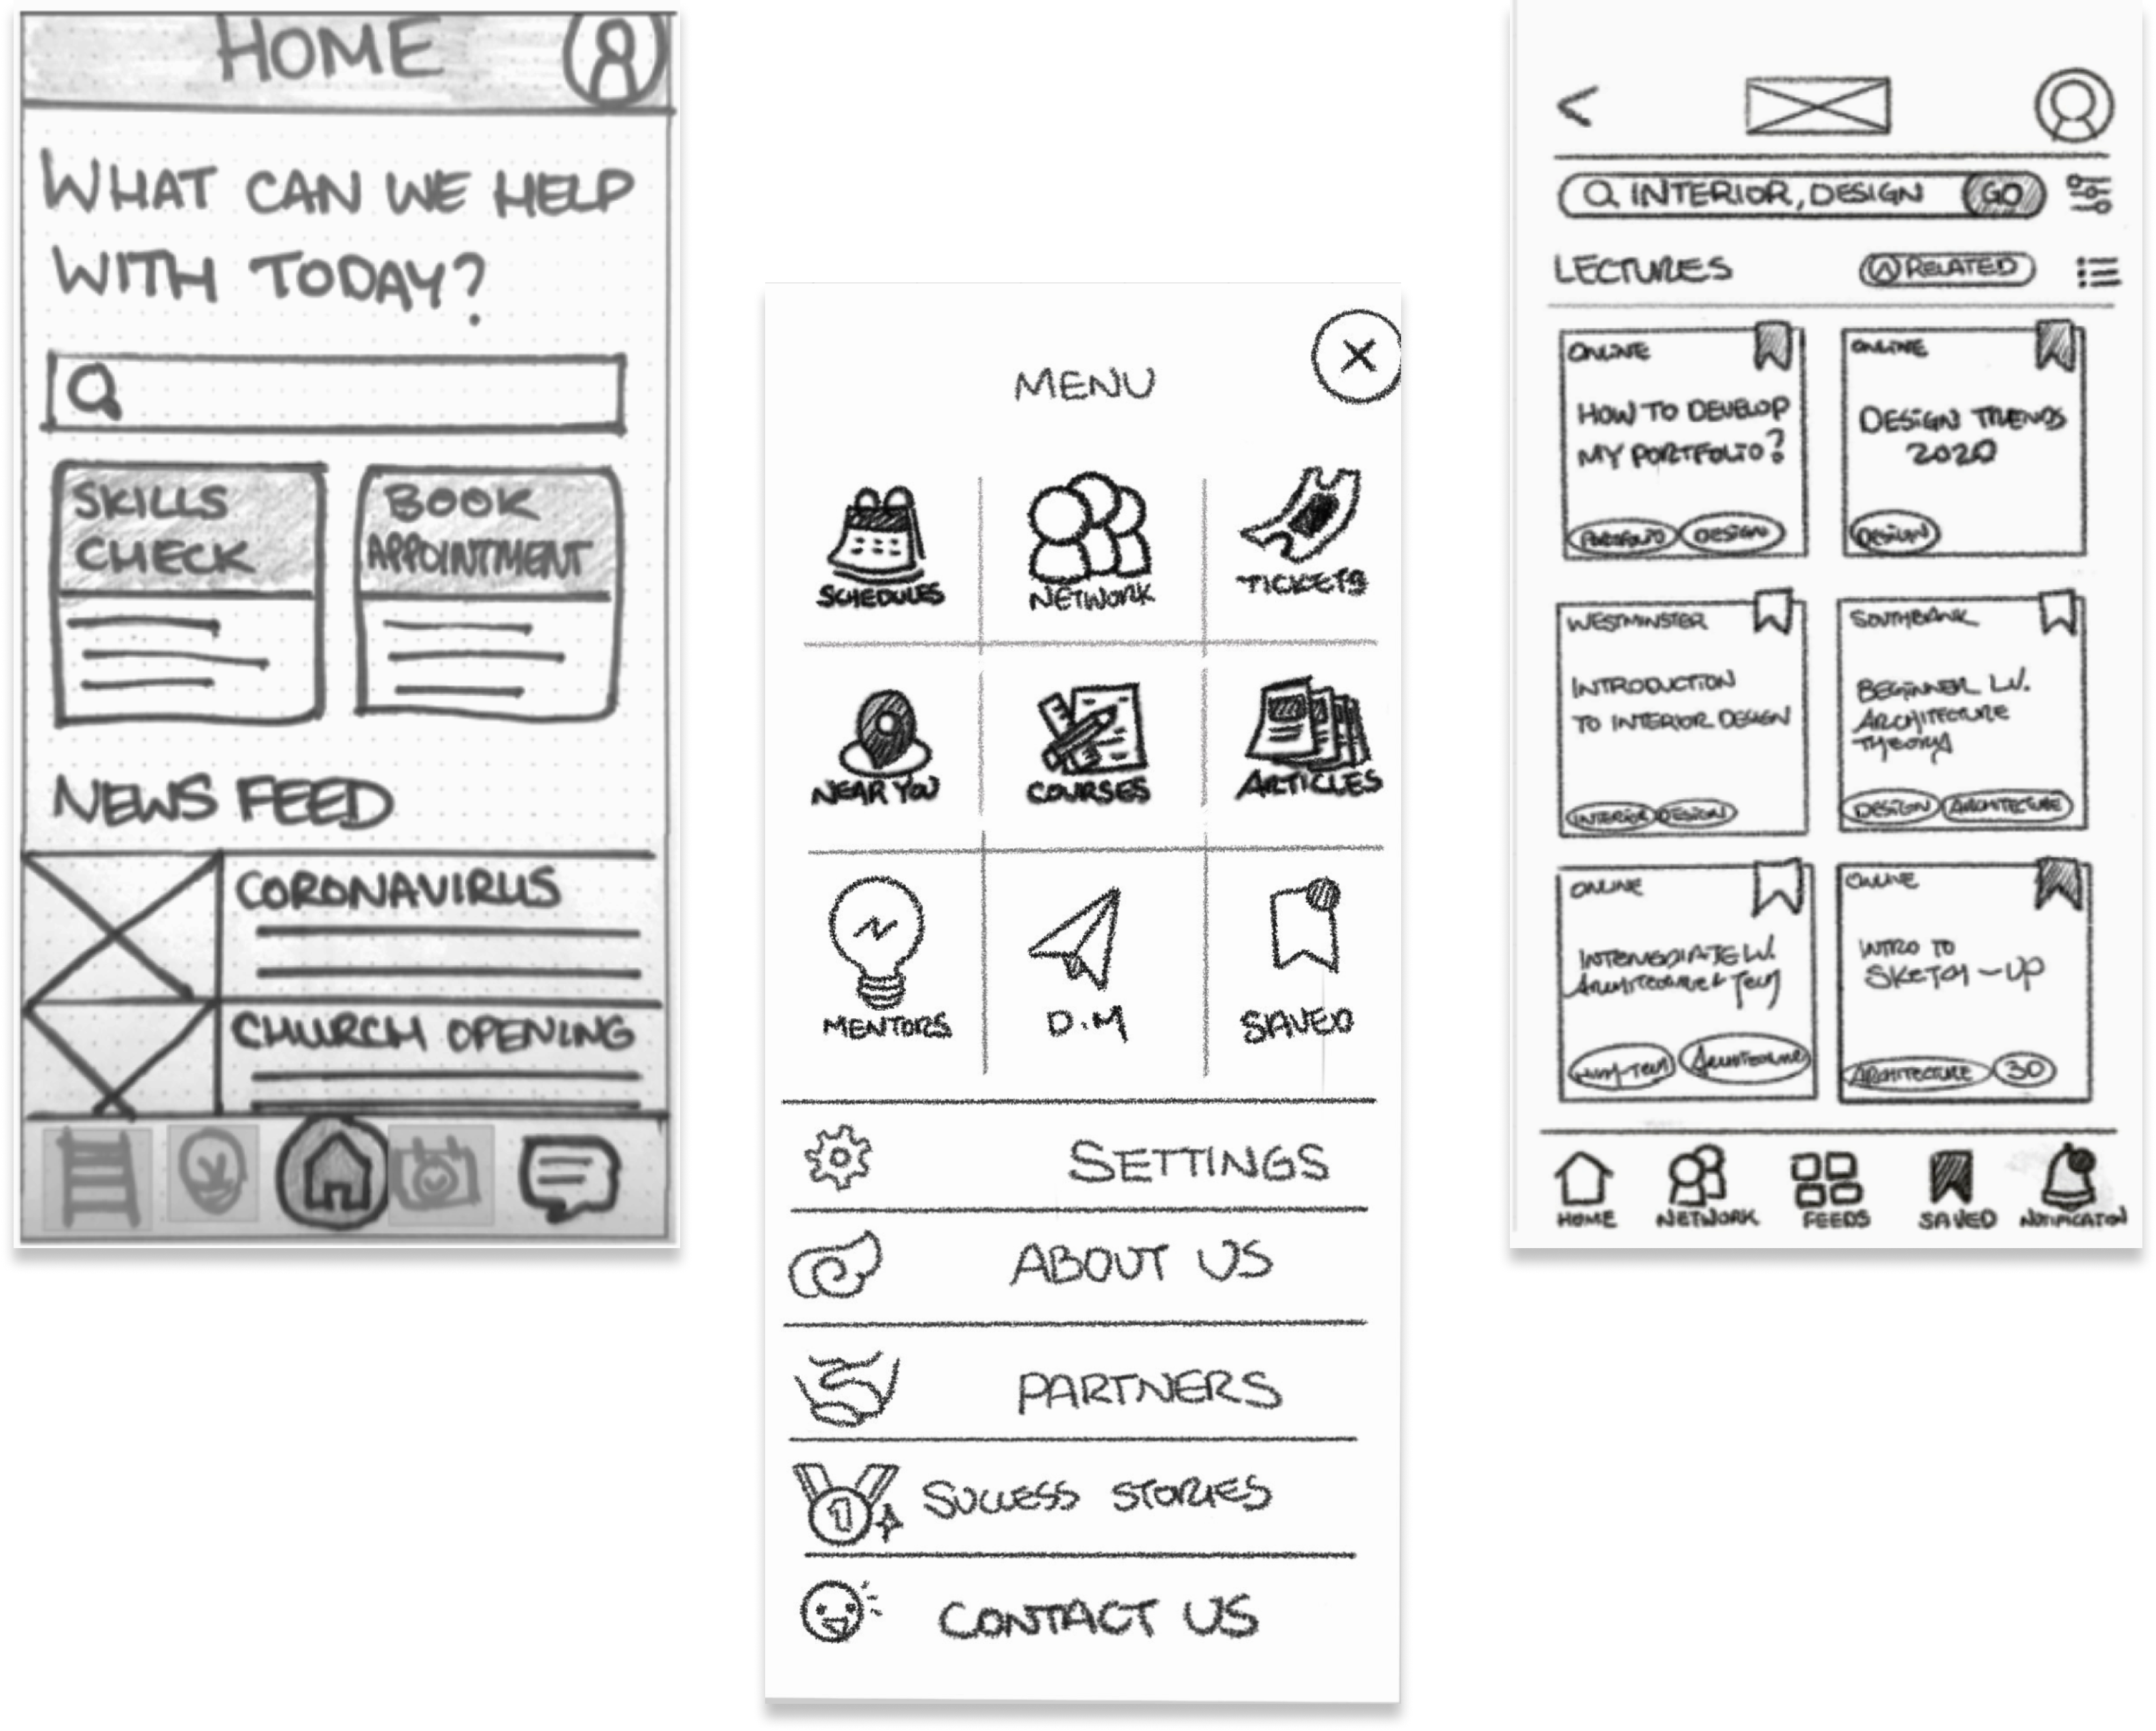 HOME
WHAT CAN WE HELP
WITH TODAY?
SKILLS
CHECK
BOOK
APPOINTMENT
NEWS FEED
CORONAVIRUS
CHURCH OPENING
MENU
SCHEDULES
NETWORK
TICKETS
NEAR YOU
COURSES
ARTICLES
MENTORS
D.M
SAVED
SETTINGS
ABOUT US
PARTNERS
1
SUCCESS STORIES
CONTACT US
<
INTERIOR, DESIGN
GO
LECTURES
RELATED
ONLINE
HOW TO DEVELOP
MY PORTFOLIO?
PORTFOLIO DESIGN
ONLINE
DESIGN TRENDS
2020
DESIGN
WESTMINSTER
INTRODUCTION
TO INTERIOR DESIGN
INTERIOR DESIGN
SOUTHBANK
BEGINNER LV.
ARCHITECTURE
THEORY
DESIGN ARCHITECTURE
ONLINE
LV.
ARCHITECTURE & TECH
ARCHITECTURE
ONLINE
INTRO TO
SKETCH-UP
ARCHITECTURE 3D
HOME
NETWORK
FEEDS
SAVED
NOTIFICATION